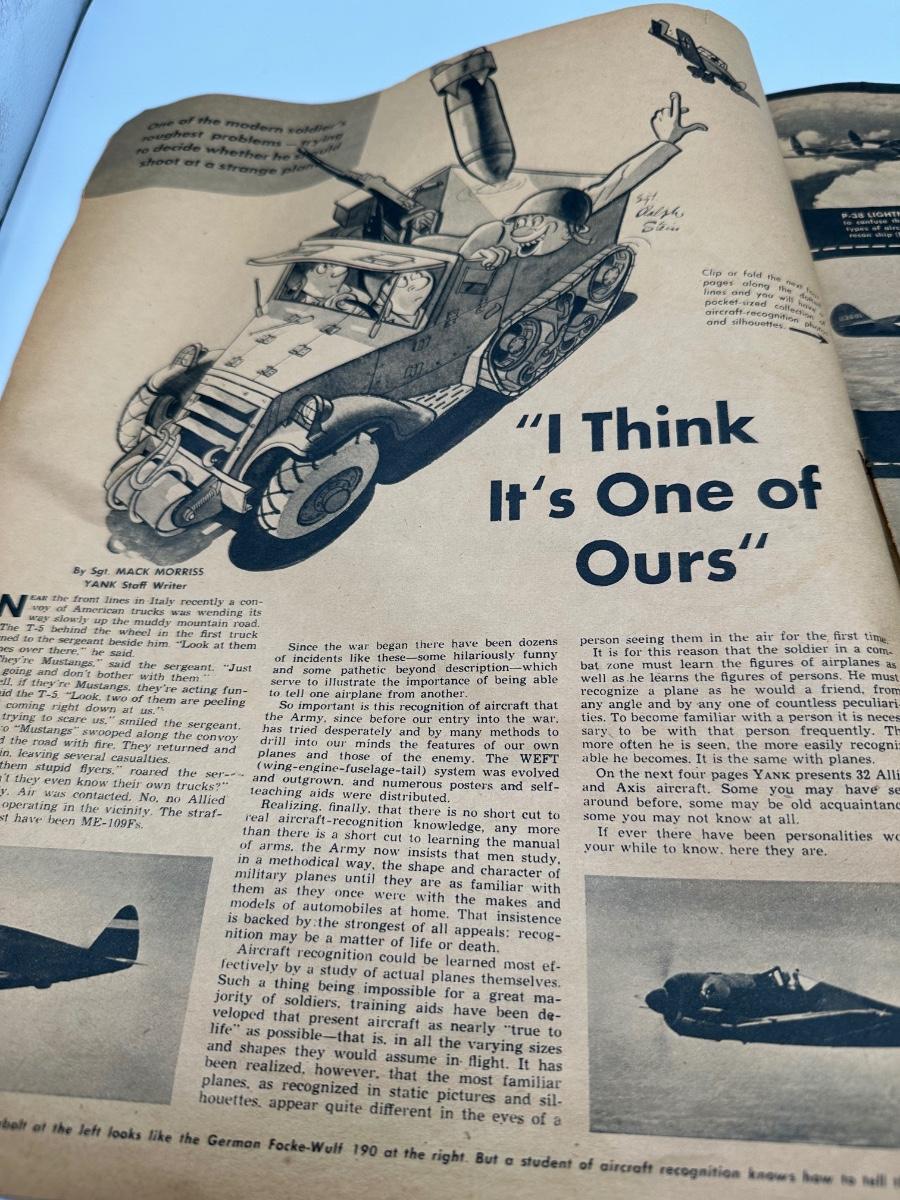 One of the modern soldier's
toughest problems — trying
to decide whether he should
shoot at a strange plane
Sgt
Ralph
Stein
P-38 LIGHTN
to confuse
types of airc
recon ship
Clip or fold the next four
pages along the dotted
lines and you will have a
pocket-sized collection of
aircraft-recognition photos
and silhouettes.
"I Think
It's One of
Ours"
By Sgt. MACK MORRISS
YANK Staff Writer
NEAR the front lines in Italy recently a con-
voy of American trucks was wending its
way slowly up the muddy mountain road.
The T-5 behind the wheel in the first truck
ned to the sergeant beside him. "Look at them
es over there," he said.
hey're Mustangs," said the sergeant. "Just
going and don't bother with them"
ell, if they're Mustangs, they're acting fun-
id the T-5. "Look, two of them are peeling
coming right down at us."
trying to scare us," smiled the sergeant.
o "Mustangs" swooped along the convoy
d the road with fire. They returned and
in, leaving several casualties.
them stupid flyers," roared the ser-
't they even know their own trucks?"
y. Air was contacted. No, no Allied
operating in the vicinity. The straf-
st have been ME-109Fs.
Since the war began there have been dozens
of incidents like these—some hilariously funny
and some pathetic beyond description—which
serve to illustrate the importance of being able
to tell one airplane from another.
So important is this recognition of aircraft that
the Army, since before our entry into the war,
has tried desperately and by many methods to
drill into our minds the features of our own
planes and those of the enemy. The WEFT
(wing-engine-fuselage-tail) system was evolved
and outgrown, and numerous posters and self-
teaching aids were distributed.
Realizing, finally, that there is no short cut to
real aircraft-recognition knowledge, any more
than there is a short cut to learning the manual
of arms, the Army now insists that men study,
in a methodical way, the shape and character of
military planes until they are as familiar with
them as they once were with the makes and
models of automobiles at home. That insistence
is backed by the strongest of all appeals: recog-
nition may be a matter of life or death.
Aircraft recognition could be learned most ef-
fectively by a study of actual planes themselves.
Such a thing being impossible for a great ma-
jority of soldiers, training aids have been de-
veloped that present aircraft as nearly "true to
life" as possible—that is, in all the varying sizes
and shapes they would assume in flight. It has
been realized, however, that the most familiar
planes, as recognized in static pictures and sil-
houettes, appear quite different in the eyes of a
person seeing them in the air for the first time.
It is for this reason that the soldier in a com-
bat zone must learn the figures of airplanes as
well as he learns the figures of persons. He must
recognize a plane as he would a friend, from
any angle and by any one of countless peculiari-
ties. To become familiar with a person it is neces-
sary to be with that person frequently. The
more often he is seen, the more easily recogniz-
able he becomes. It is the same with planes.
On the next four pages YANK presents 32 Alli
and Axis aircraft. Some you may have se
around before, some may be old acquaintanc
some you may not know at all.
If ever there have been personalities wo
your while to know, here they are.
bolt at the left looks like the German Focke-Wulf 190 at the right. But a student of aircraft recognition knows how to tell